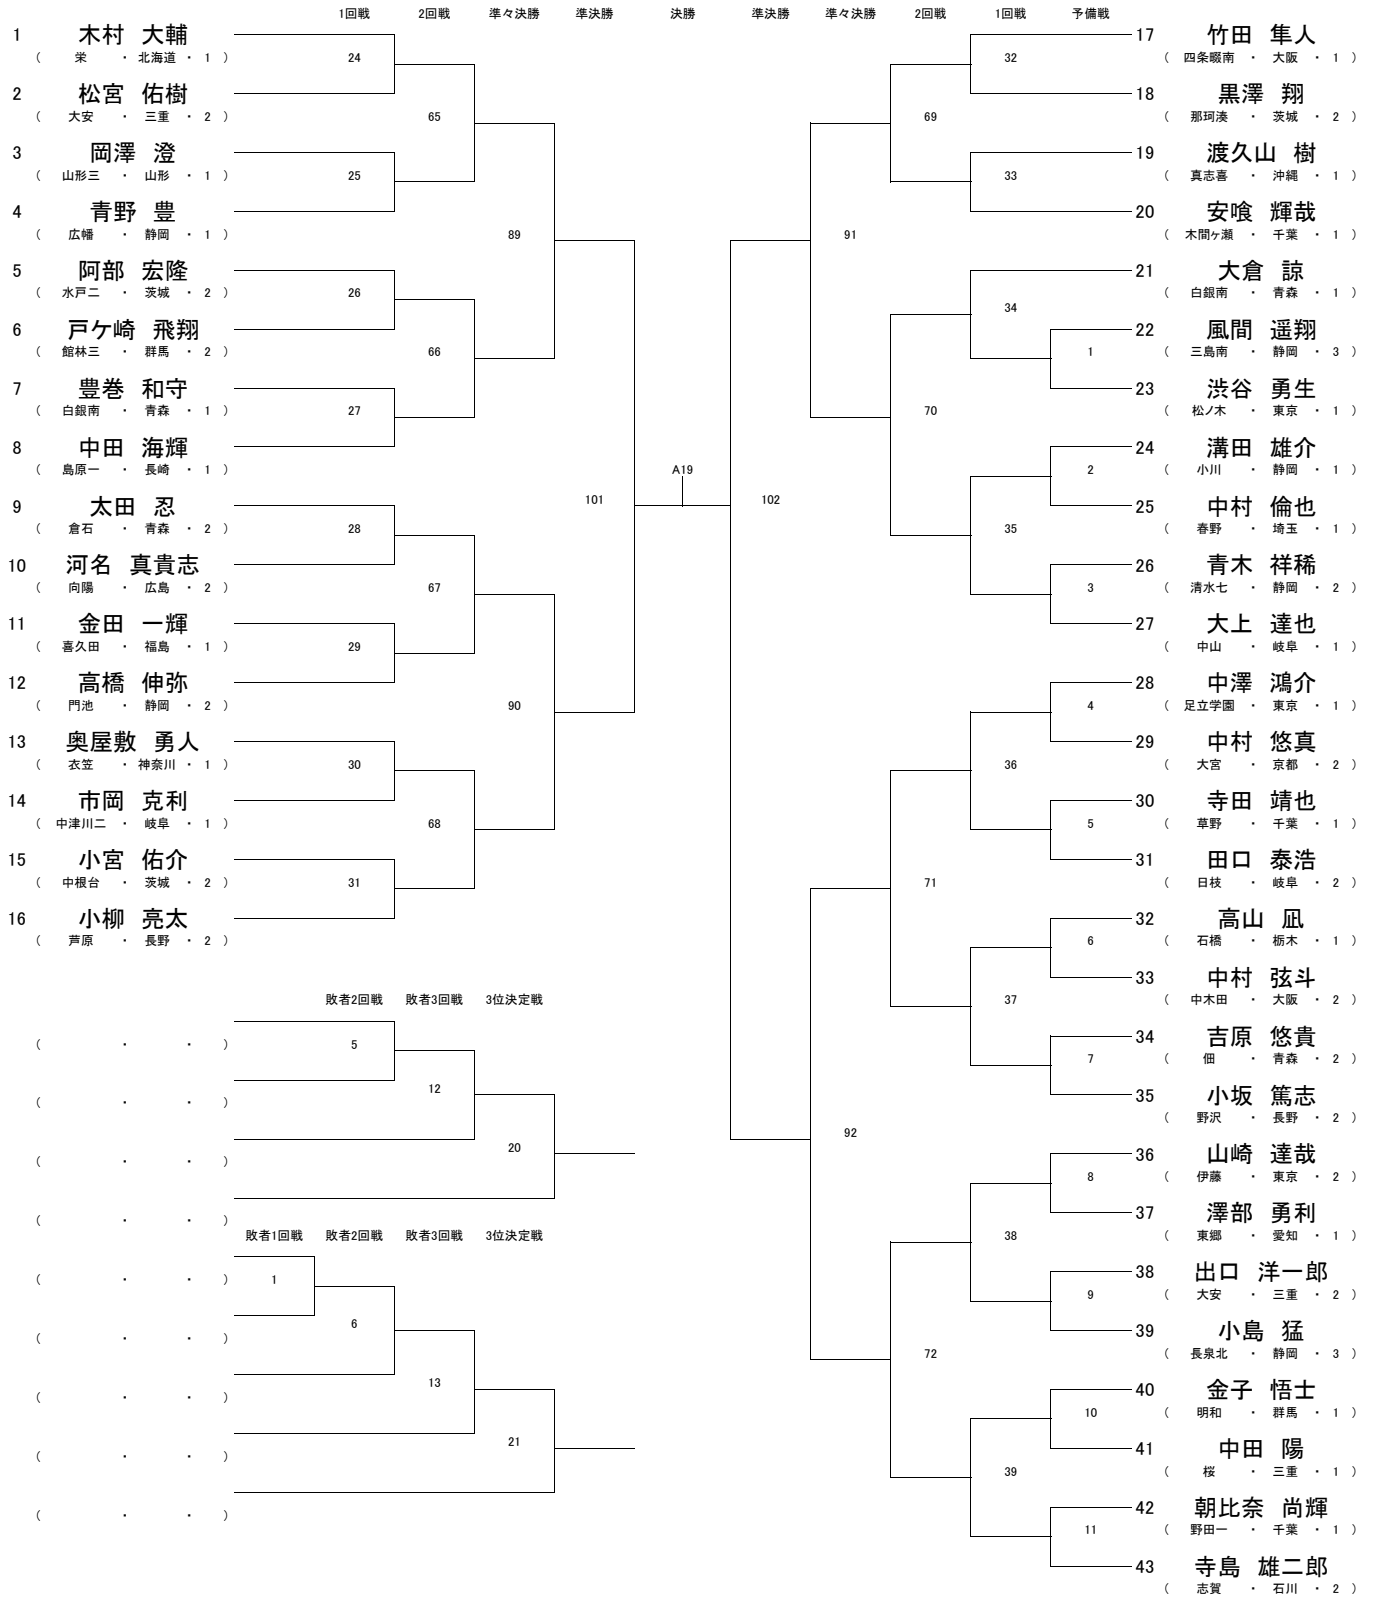 1回戦 2回戦 準々決勝 準決勝 決勝 準決勝 準々決勝 2回戦 1回戦 予備戦
1 木村 大輔
( 栄 ・ 北海道 ・ 1 )
24
2 松宮 佑樹
( 大安 ・ 三重 ・ 2 )
65
3 岡澤 澄
( 山形三 ・ 山形 ・ 1 )
25
4 青野 豊
( 広幡 ・ 静岡 ・ 1 )
89
5 阿部 宏隆
( 水戸二 ・ 茨城 ・ 2 )
26
6 戸ケ崎 飛翔
( 館林三 ・ 群馬 ・ 2 )
66
7 豊巻 和守
( 白銀南 ・ 青森 ・ 1 )
27
8 中田 海輝
( 島原一 ・ 長崎 ・ 1 )
101
9 太田 忍
( 倉石 ・ 青森 ・ 2 )
28
10 河名 真貴志
( 向陽 ・ 広島 ・ 2 )
67
11 金田 一輝
( 喜久田 ・ 福島 ・ 1 )
29
12 高橋 伸弥
( 門池 ・ 静岡 ・ 2 )
90
13 奥屋敷 勇人
( 衣笠 ・ 神奈川 ・ 1 )
30
14 市岡 克利
( 中津川二 ・ 岐阜 ・ 1 )
68
15 小宮 佑介
( 中根台 ・ 茨城 ・ 2 )
31
16 小柳 亮太
( 芦原 ・ 長野 ・ 2 )
A19
17 竹田 隼人
( 四条畷南 ・ 大阪 ・ 1 )
32
18 黒澤 翔
( 那珂湊 ・ 茨城 ・ 2 )
69
19 渡久山 樹
( 真志喜 ・ 沖縄 ・ 1 )
33
20 安喰 輝哉
( 木間ヶ瀬 ・ 千葉 ・ 1 )
91
21 大倉 諒
( 白銀南 ・ 青森 ・ 1 )
34
22 風間 遥翔
( 三島南 ・ 静岡 ・ 3 )
1
23 渋谷 勇生
( 松ノ木 ・ 東京 ・ 1 )
70
24 溝田 雄介
( 小川 ・ 静岡 ・ 1 )
2
102
25 中村 倫也
( 春野 ・ 埼玉 ・ 1 )
35
26 青木 祥稀
( 清水七 ・ 静岡 ・ 2 )
3
27 大上 達也
( 中山 ・ 岐阜 ・ 1 )
28 中澤 鴻介
( 足立学園 ・ 東京 ・ 1 )
4
29 中村 悠真
( 大宮 ・ 京都 ・ 2 )
36
30 寺田 靖也
( 草野 ・ 千葉 ・ 1 )
5
31 田口 泰浩
( 日枝 ・ 岐阜 ・ 2 )
71
32 高山 凪
( 石橋 ・ 栃木 ・ 1 )
6
33 中村 弦斗
( 中木田 ・ 大阪 ・ 2 )
37
34 吉原 悠貴
( 佃 ・ 青森 ・ 2 )
7
35 小坂 篤志
( 野沢 ・ 長野 ・ 2 )
92
36 山崎 達哉
( 伊藤 ・ 東京 ・ 2 )
8
37 澤部 勇利
( 東郷 ・ 愛知 ・ 1 )
38
38 出口 洋一郎
( 大安 ・ 三重 ・ 2 )
9
39 小島 猛
( 長泉北 ・ 静岡 ・ 3 )
72
40 金子 悟士
( 明和 ・ 群馬 ・ 1 )
10
41 中田 陽
( 桜 ・ 三重 ・ 1 )
39
42 朝比奈 尚輝
( 野田一 ・ 千葉 ・ 1 )
11
43 寺島 雄二郎
( 志賀 ・ 石川 ・ 2 )
敗者2回戦 敗者3回戦 3位決定戦
( ・ ・ )
5
( ・ ・ )
12
( ・ ・ )
20
( ・ ・ )
敗者1回戦 敗者2回戦 敗者3回戦 3位決定戦
( ・ ・ )
1
( ・ ・ )
6
( ・ ・ )
13
( ・ ・ )
21
( ・ ・ )